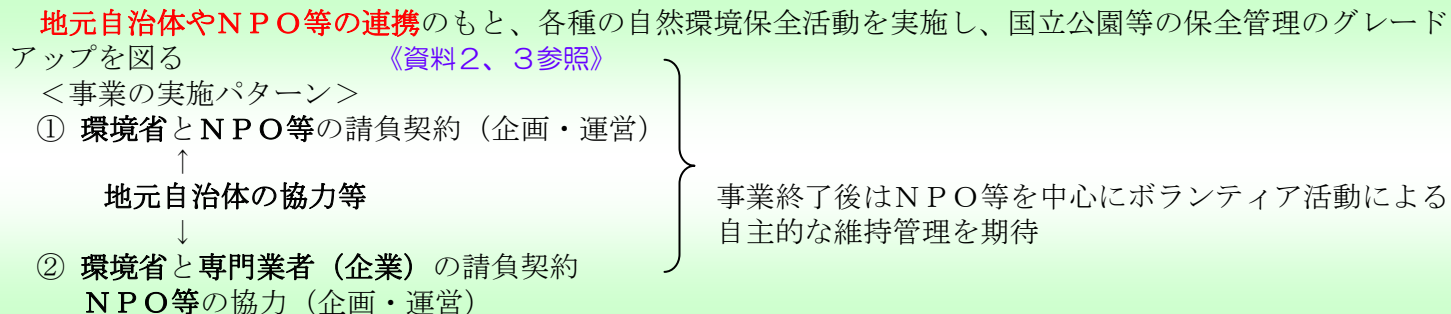 地元自治体やNPO等の連携のもと、各種の自然環境保全活動を実施し、国立公園等の保全管理のグレード
アップを図る　　　　　　　《資料２、３参照》
＜事業の実施パターン＞
① 環境省とＮＰＯ等の請負契約（企画・運営）
↑
地元自治体の協力等
↓
② 環境省と専門業者（企業）の請負契約
ＮＰＯ等の協力（企画・運営）
事業終了後はＮＰＯ等を中心にボランティア活動による
自主的な維持管理を期待